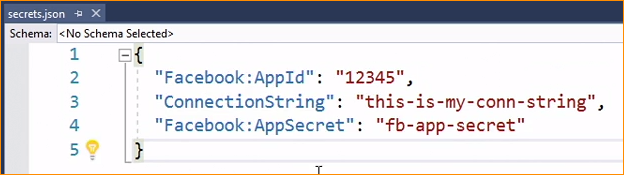 secrets.json
Schema: <No Schema Selected>
1 {
2 "Facebook:AppId": "12345",
3 "ConnectionString": "this-is-my-conn-string",
4 "Facebook:AppSecret": "fb-app-secret"
5 }